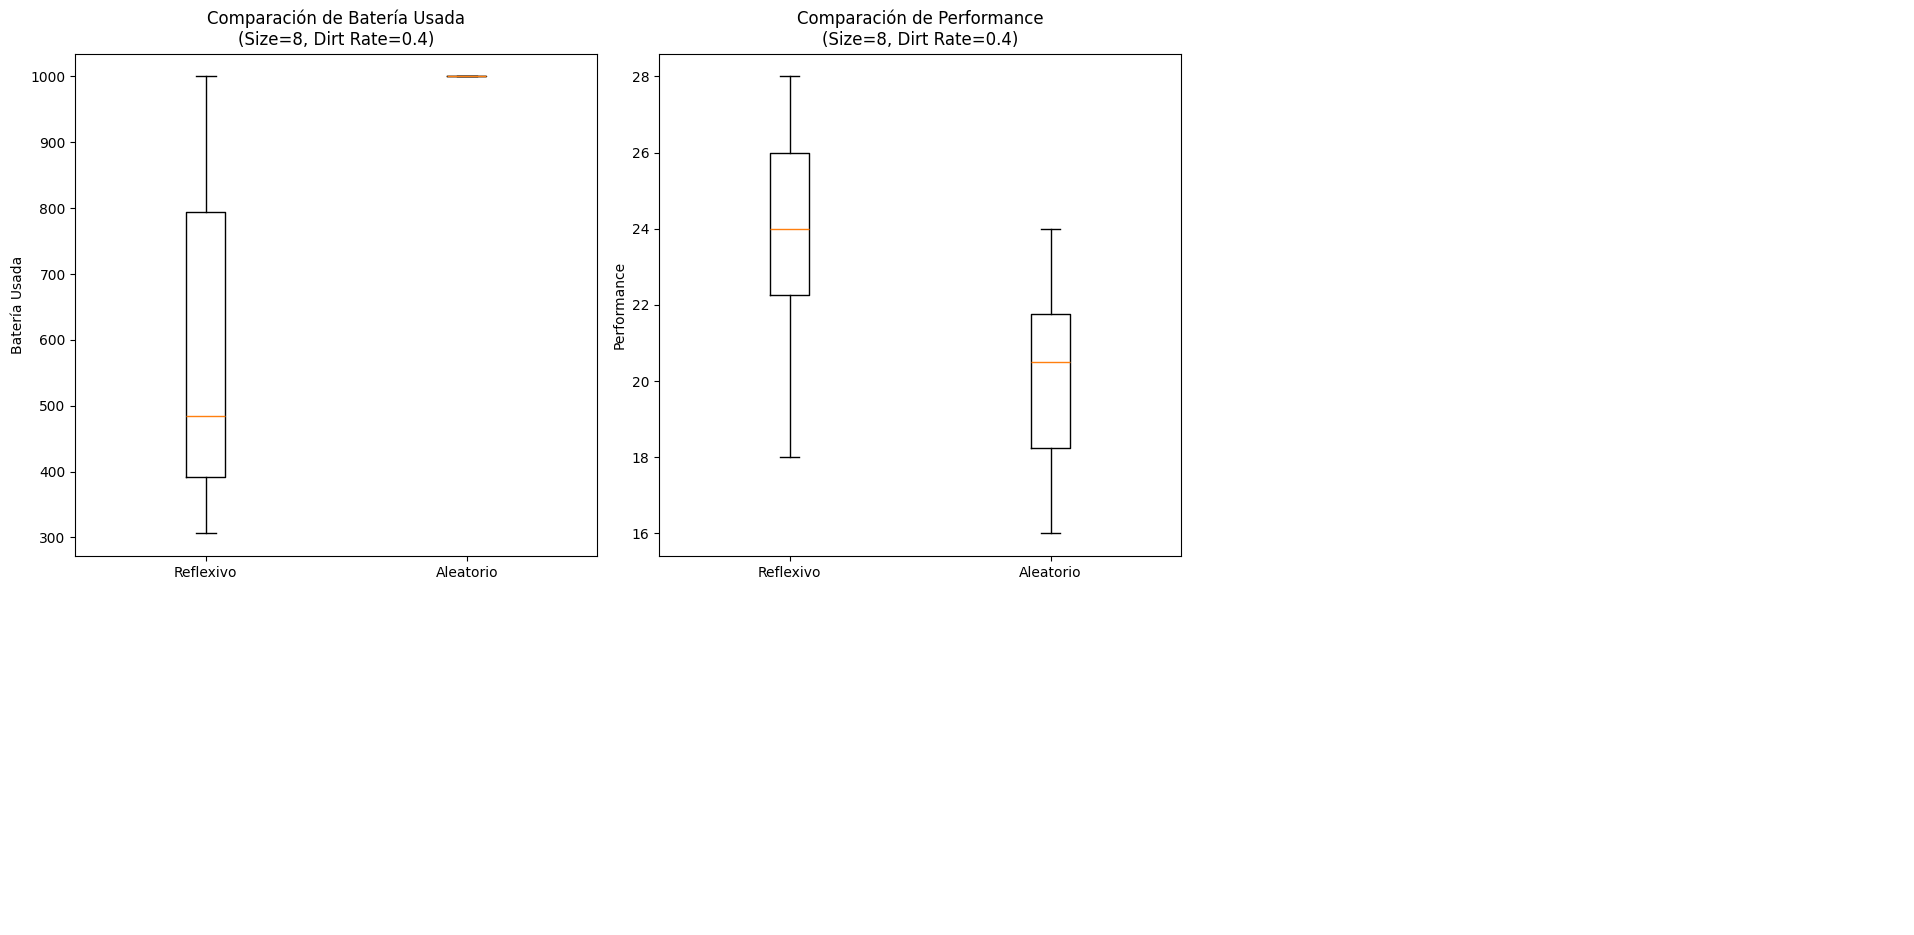 Comparación de Batería Usada
(Size=8, Dirt Rate=0.4)
1000
900
800
700
600
500
400
300
Batería Usada
Reflexivo
Aleatorio
Comparación de Performance
(Size=8, Dirt Rate=0.4)
28
26
24
22
20
18
16
Performance
Reflexivo
Aleatorio